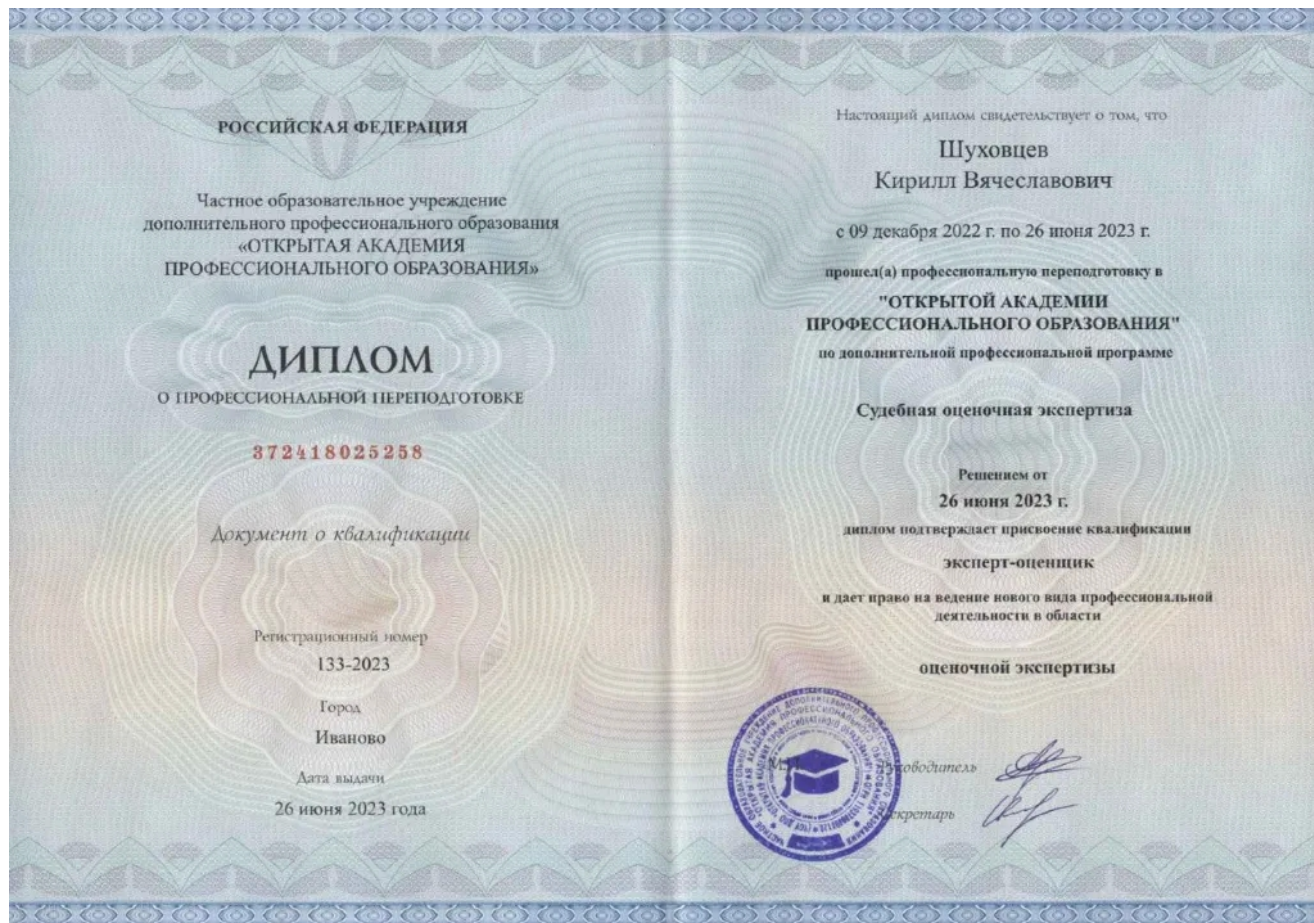 РОССИЙСКАЯ ФЕДЕРАЦИЯ
Частное образовательное учреждение
дополнительного профессионального образования
«ОТКРЫТАЯ АКАДЕМИЯ
ПРОФЕССИОНАЛЬНОГО ОБРАЗОВАНИЯ»
ДИПЛОМ
О ПРОФЕССИОНАЛЬНОЙ ПЕРЕПОДГОТОВКЕ
372418025258
Документ о квалификации
Регистрационный номер
133-2023
Город
Иваново
Дата выдачи
26 июня 2023 года
Настоящий диплом свидетельствует о том, что
Шуховцев
Кирилл Вячеславович
с 09 декабря 2022 г. по 26 июня 2023 г.
прошел(а) профессиональную переподготовку в
"ОТКРЫТОЙ АКАДЕМИИ
ПРОФЕССИОНАЛЬНОГО ОБРАЗОВАНИЯ"
по дополнительной профессиональной программе
Судебная оценочная экспертиза
Решением от
26 июня 2023 г.
диплом подтверждает присвоение квалификации
эксперт-оценщик
и дает право на ведение нового вида профессиональной
деятельности в области
оценочной экспертизы
М.П.
Руководитель
Секретарь